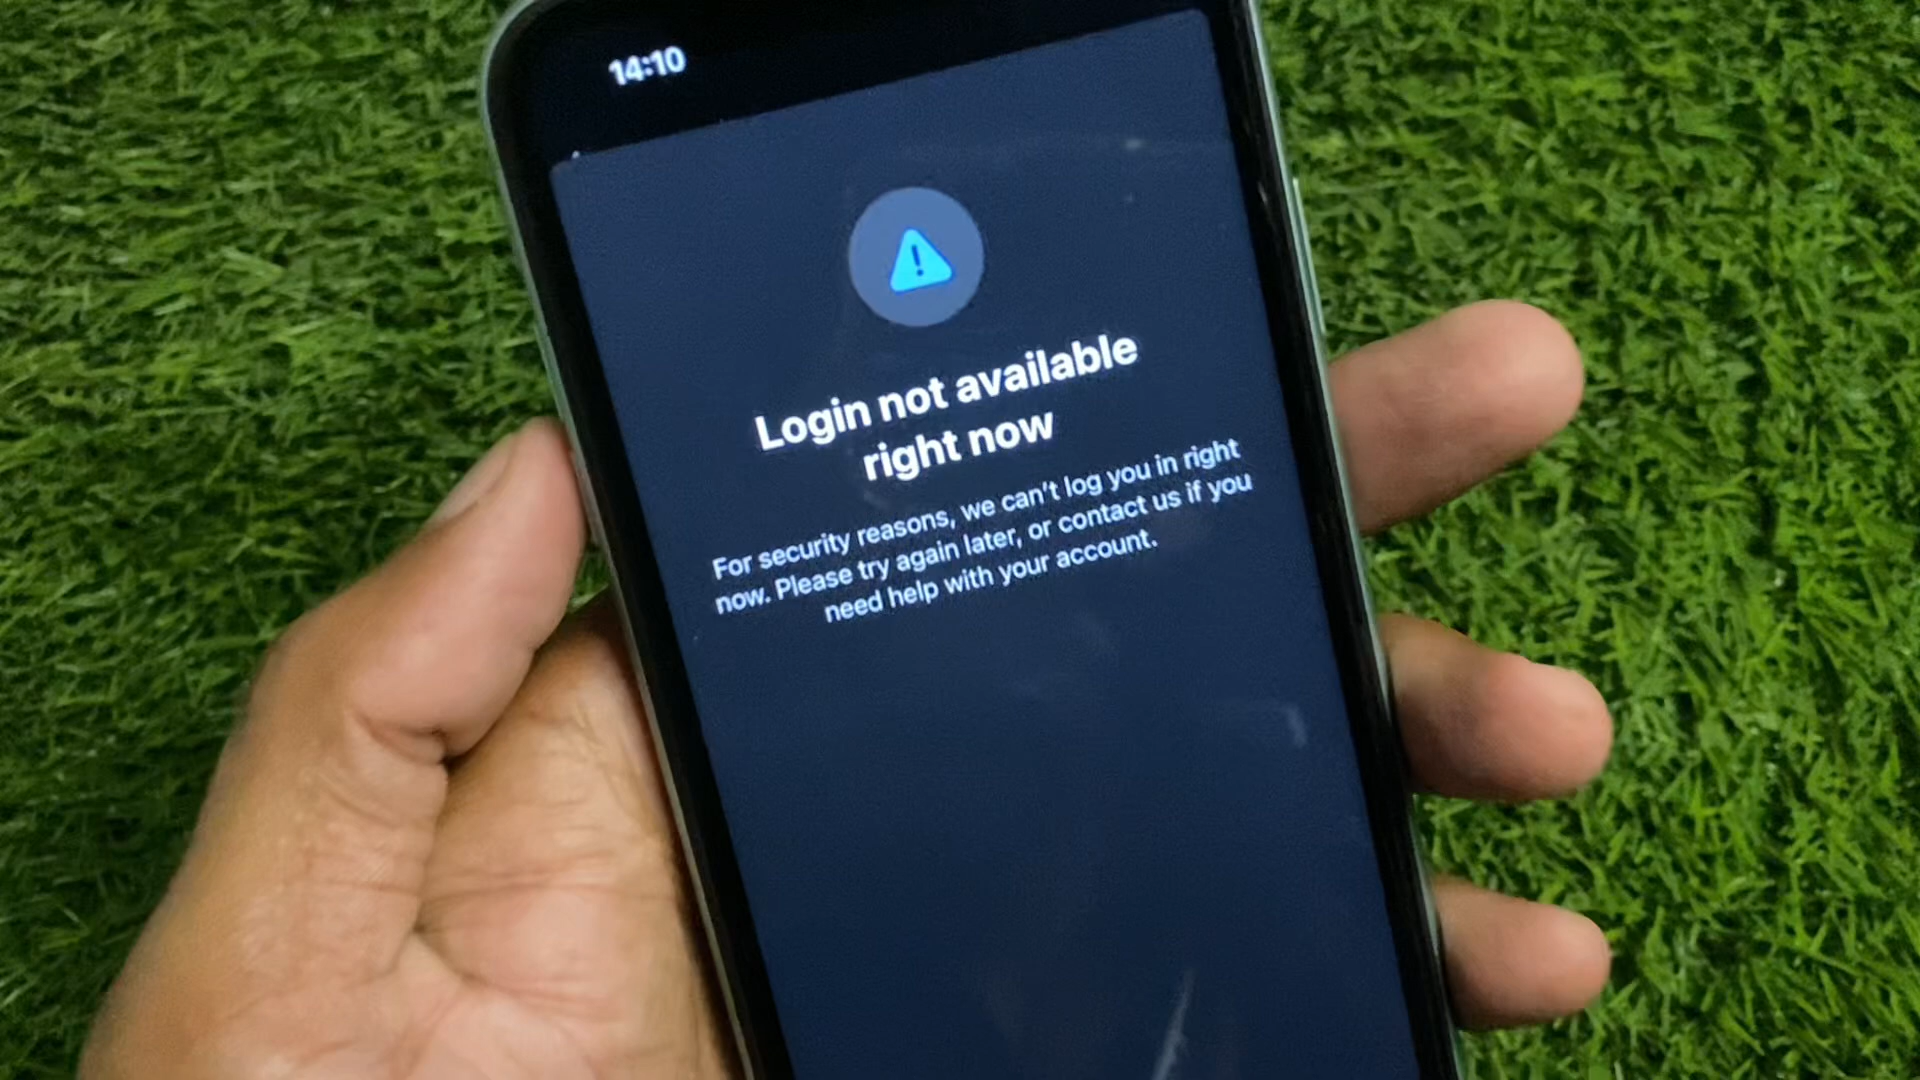 14:10
Login not available
right now
For security reasons, we can't log you in right
now. Please try again later, or contact us if you
need help with your account.